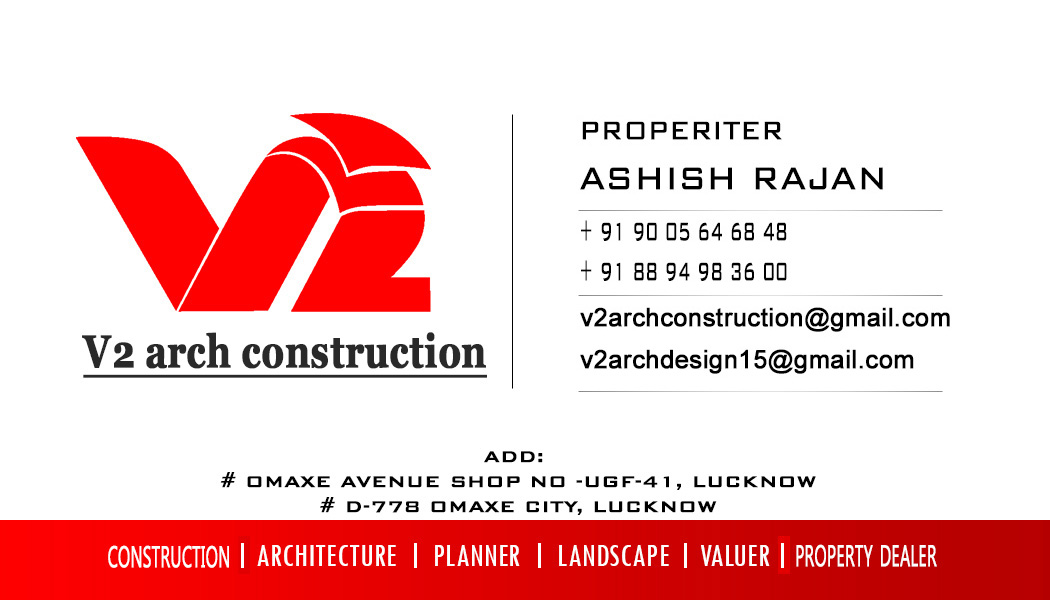 V2
V2 arch construction
PROPERITER
ASHISH RAJAN
+ 91 90 05 64 68 48
+ 91 88 94 98 36 00
v2archconstruction@gmail.com
v2archdesign15@gmail.com
ADD:
# OMAXE AVENUE SHOP NO -UGF-41, LUCKNOW
# D-778 OMAXE CITY, LUCKNOW
CONSTRUCTION | ARCHITECTURE | PLANNER | LANDSCAPE | VALUER | PROPERTY DEALER